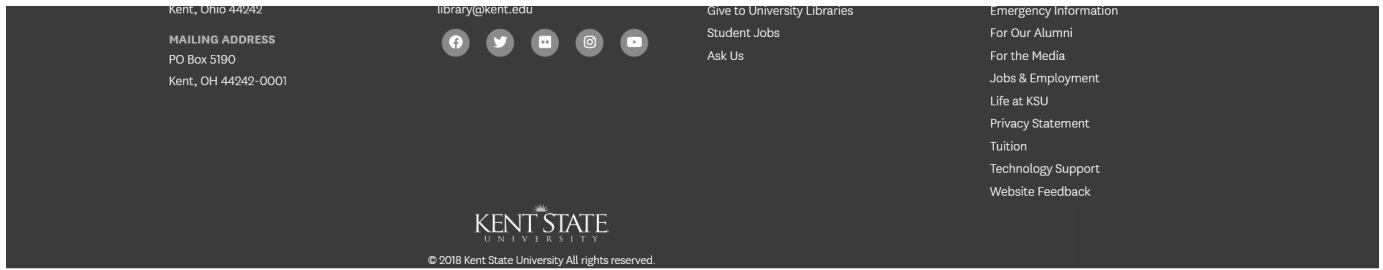 Kent, Ohio 44242
MAILING ADDRESS
PO Box 5190
Kent, OH 44242-0001
library@kent.edu
Give to University Libraries
Student Jobs
Ask Us
Emergency Information
For Our Alumni
For the Media
Jobs & Employment
Life at KSU
Privacy Statement
Tuition
Technology Support
Website Feedback
KENT STATE
UNIVERSITY
© 2018 Kent State University All rights reserved.